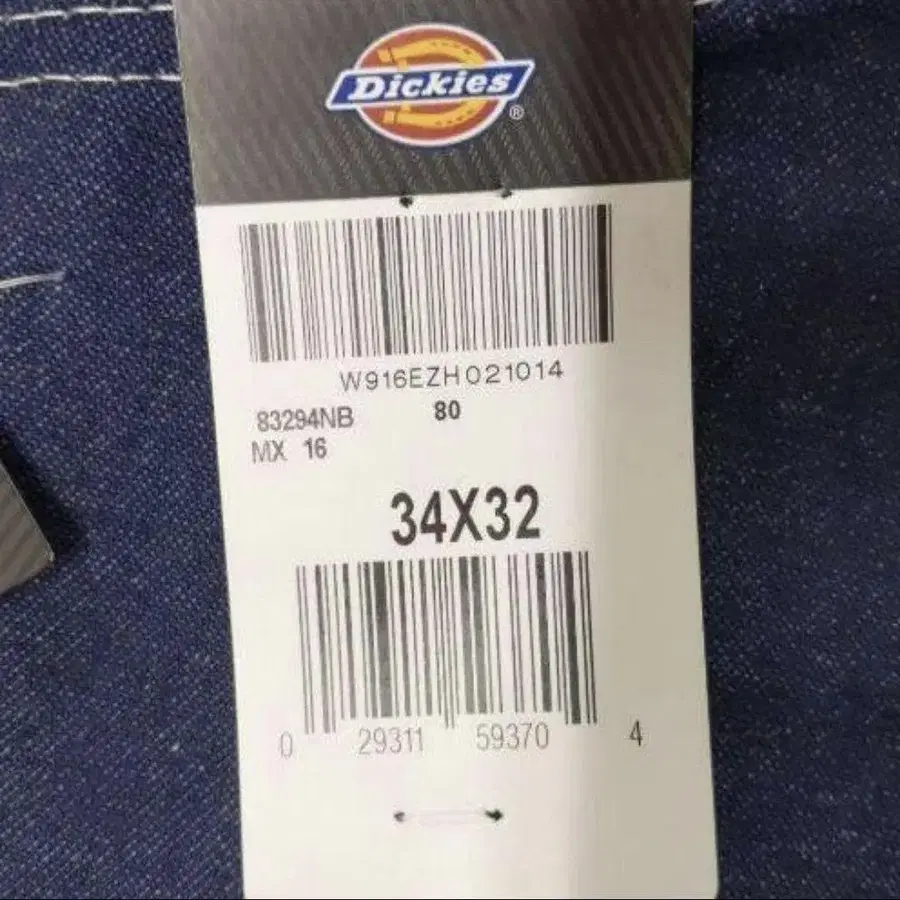 Dickies®
W916EZH021014
83294NB 80
MX 16
34X32
0 29311 59370 4